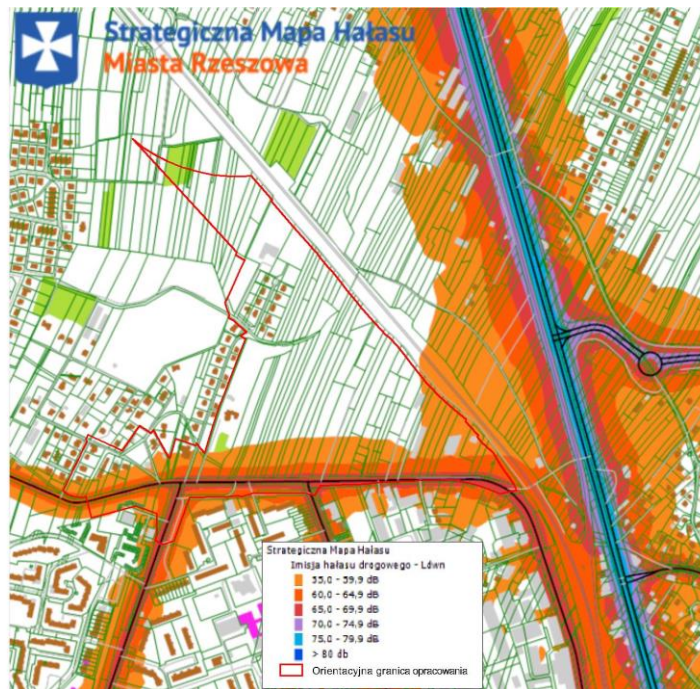 Strategiczna Mapa Hałasu
Miasta Rzeszowa
Strategiczna Mapa Hałasu
Imisja hałasu drogowego - Ldwn
55,0 - 59,9 dB
60,0 - 64,9 dB
65,0 - 69,9 dB
70,0 - 74,9 dB
75,0 - 79,9 dB
> 80 db
Orientacyjna granica opracowania